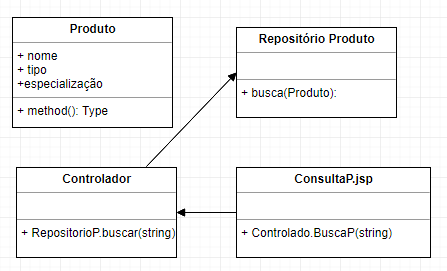 Produto
+ nome
+ tipo
+especialização
+ method(): Type
Repositório Produto
+ busca(Produto):
Controlador
+ RepositorioP.buscar(string)
ConsultaP.jsp
+ Controlado.BuscaP(string)